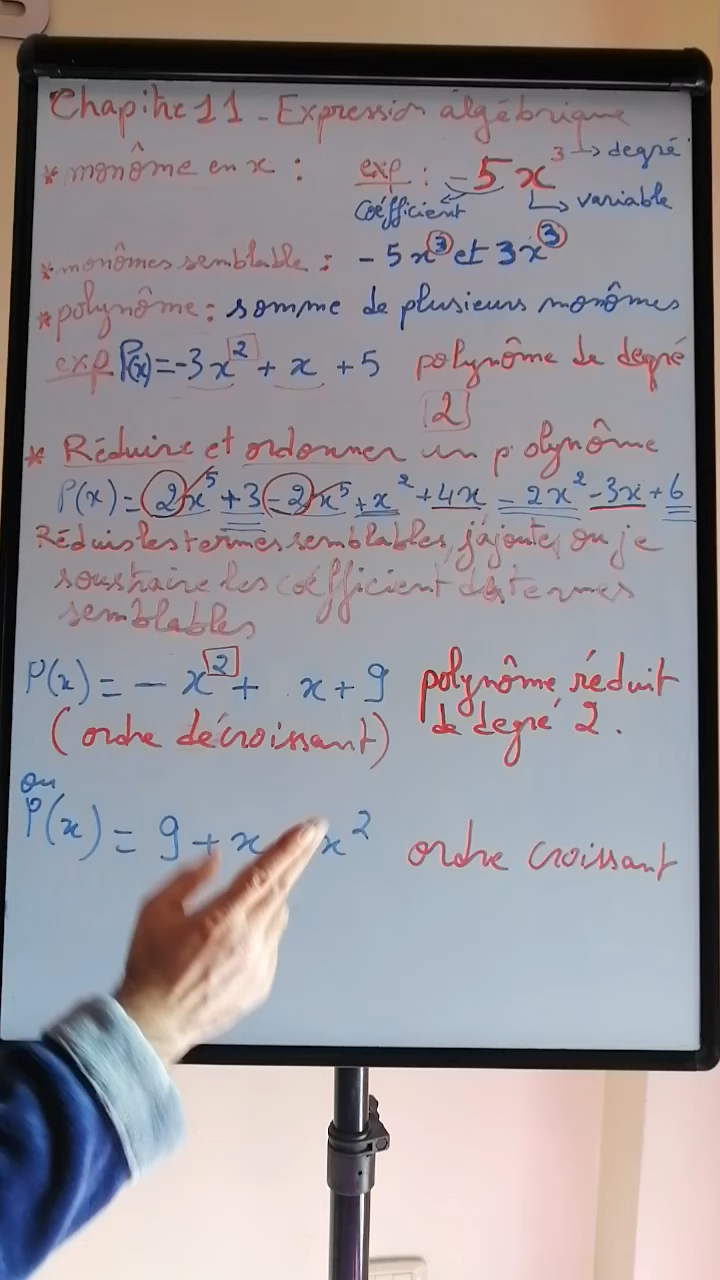 Chapitre 11 - Expression algébrique
* monôme en x : exp : -5x³ → degré
coéfficient variable
* monômes semblable : -5x³ et 3x³
* polynôme : somme de plusieurs monômes
exp P(x)=-3x² + x + 5 polynôme de degré
2
* Réduire et ordonner un polynôme
P(x) = 2x⁵ + 3 - 2x⁵ + x² + 4x - 2x² - 3x + 6
Réduis les termes semblables, j'ajoute, ou je
soustraire les coéfficient des termes
semblables
P(x) = - x² + x + 9 polynôme réduit
(ordre décroissant) de degré 2.
ou
P(x) = 9 + x x² ordre croissant